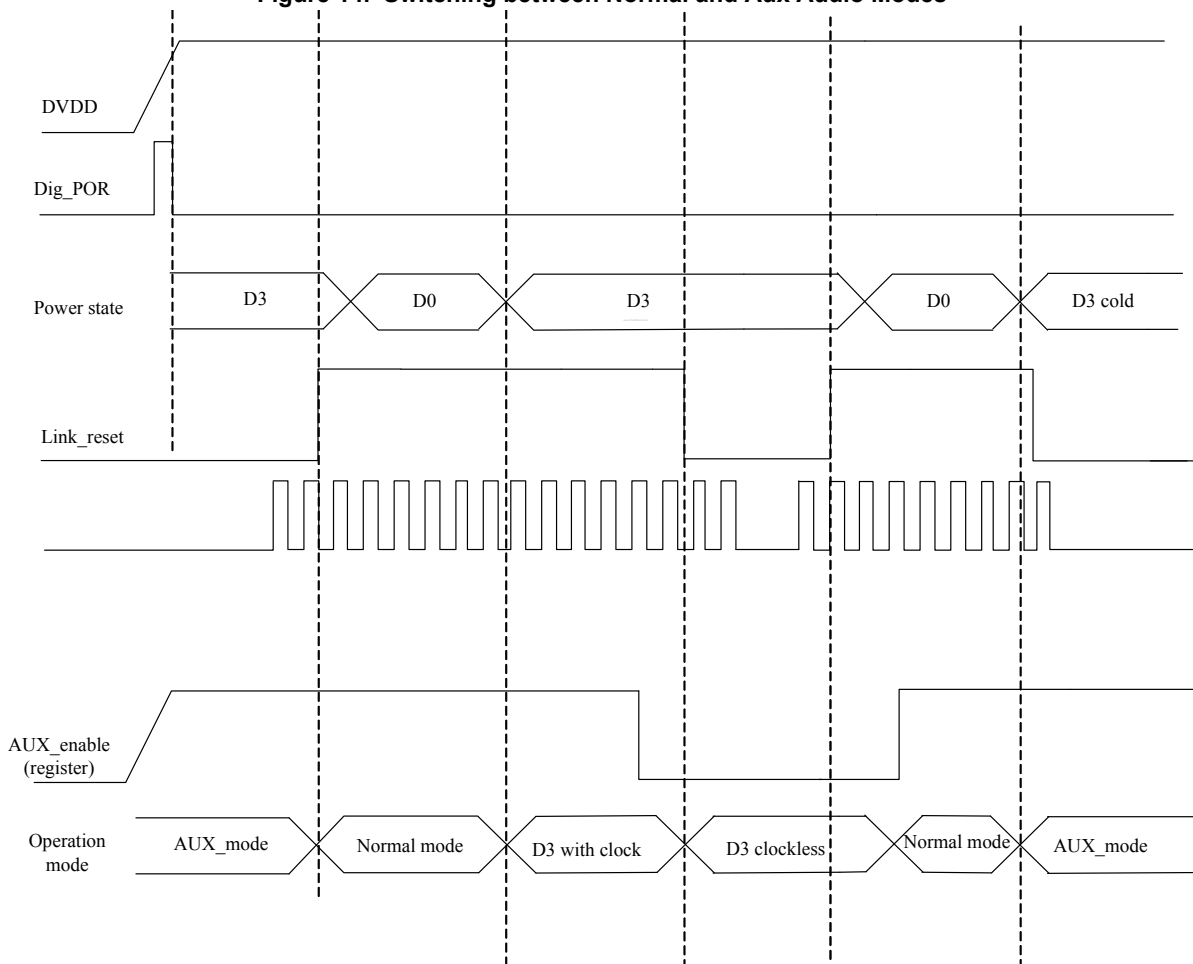 Figure 14. Switching between Normal and Aux Audio Modes
DVDD
Dig_POR
Power state
D3
D0
D3
D0
D3 cold
Link_reset
AUX_enable
(register)
Operation
mode
AUX_mode
Normal mode
D3 with clock
D3 clockless
Normal mode
AUX_mode